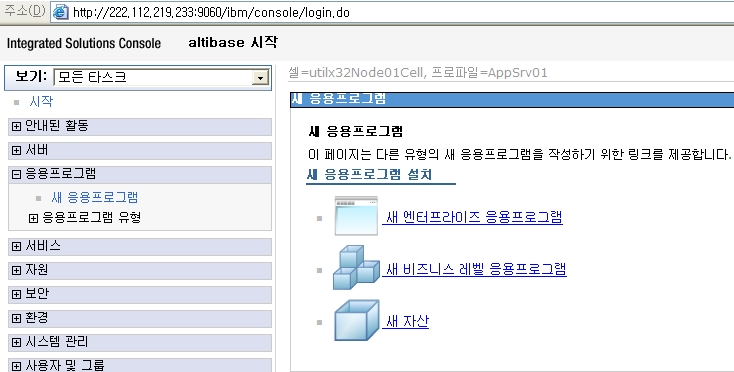 주소(D) http://222.112.219.233:9060/ibm/console/login.do
Integrated Solutions Console altibase 시작
보기: 모든 타스크
시작
안내된 활동
서버
응용프로그램
새 응용프로그램
응용프로그램 유형
서비스
자원
보안
환경
시스템 관리
사용자 및 그룹
셀=utilx32Node01Cell, 프로파일=AppSrv01
새 응용프로그램
새 응용프로그램
이 페이지는 다른 유형의 새 응용프로그램을 작성하기 위한 링크를 제공합니다.
새 응용프로그램 설치
새 엔터프라이즈 응용프로그램
새 비즈니스 레벨 응용프로그램
새 자산